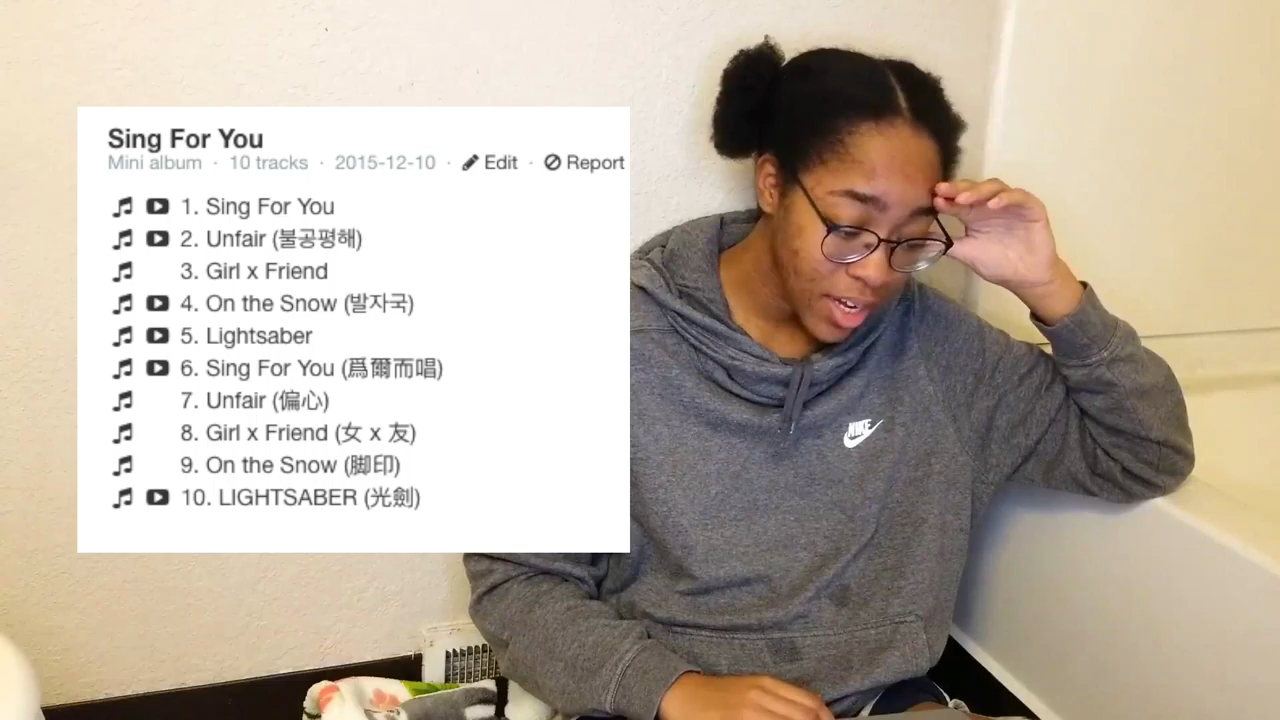 Sing For You
Mini album · 10 tracks · 2015-12-10 · Edit · Report
1. Sing For You
2. Unfair (불공평해)
3. Girl x Friend
4. On the Snow (발자국)
5. Lightsaber
6. Sing For You (爲爾而唱)
7. Unfair (偏心)
8. Girl x Friend (女 x 友)
9. On the Snow (脚印)
10. LIGHTSABER (光劍)
NIKE